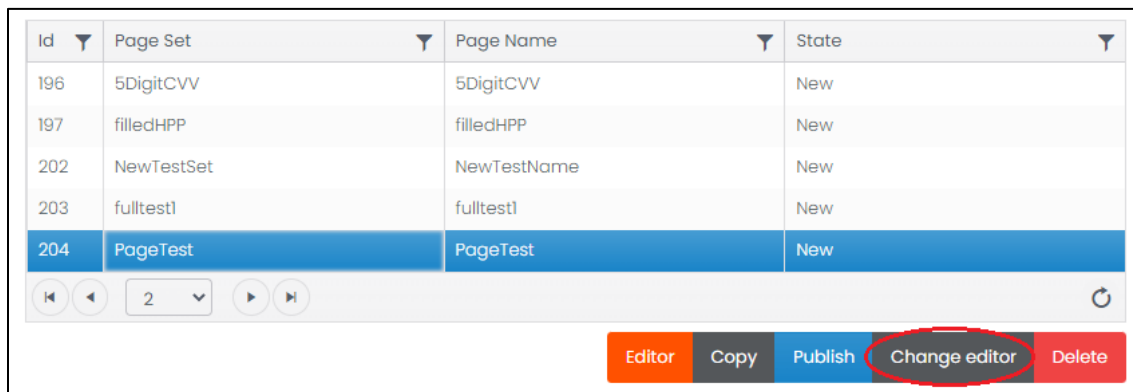 Id Page Set Page Name State
196 5DigitCVV 5DigitCVV New
197 filledHPP filledHPP New
202 NewTestSet NewTestName New
203 fulltest1 fulltest1 New
204 PageTest PageTest New
2
Editor Copy Publish Change editor Delete